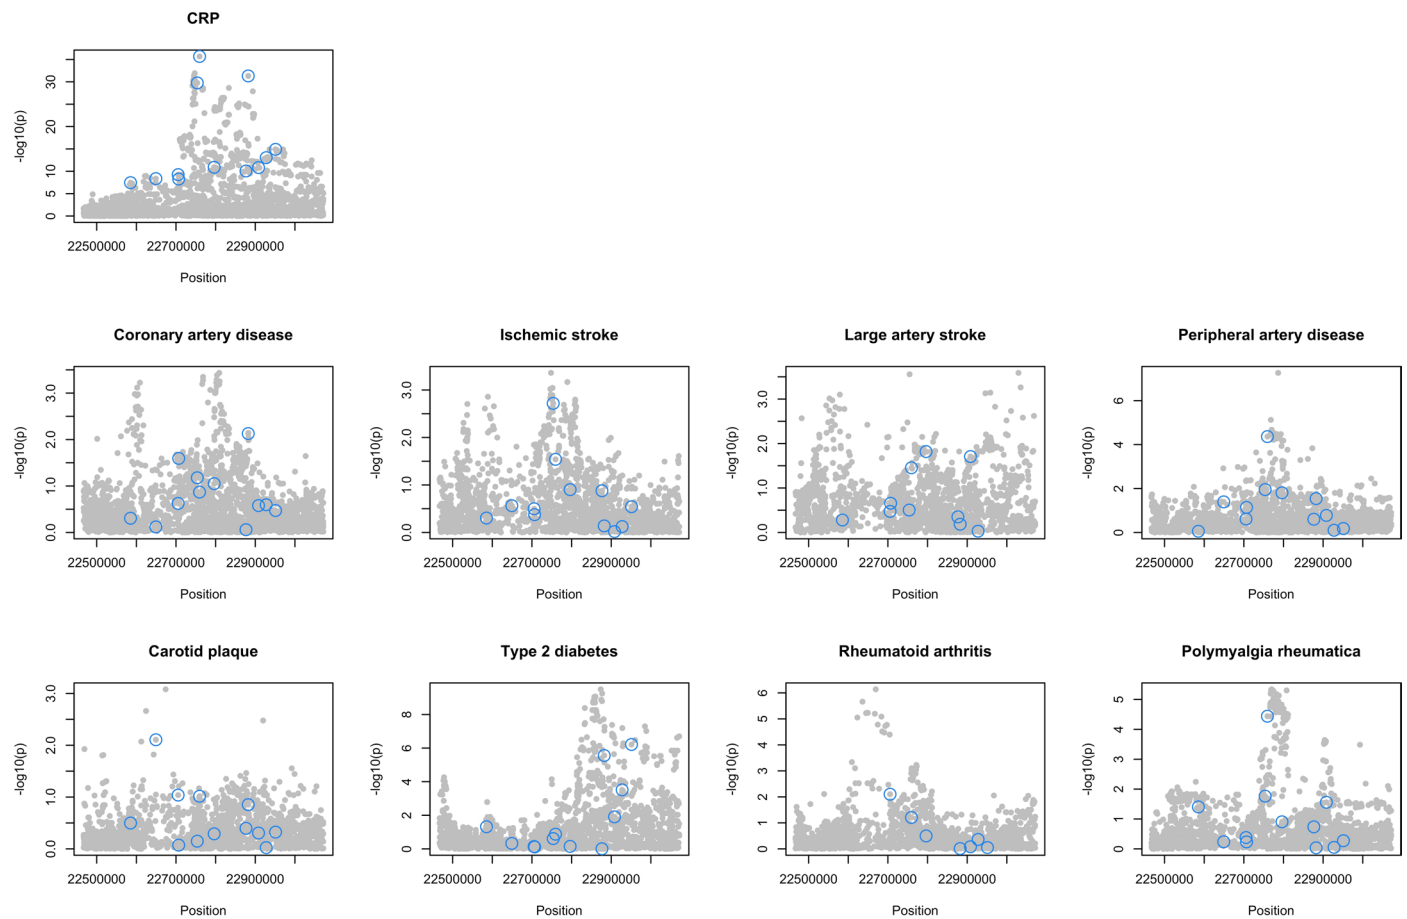 CRP
-log10(p)
30
20
10
5
0
22500000 22700000 22900000
Position
Coronary artery disease
-log10(p)
3.0
2.0
1.0
0.0
22500000 22700000 22900000
Position
Ischemic stroke
-log10(p)
3.0
2.0
1.0
0.0
22500000 22700000 22900000
Position
Large artery stroke
-log10(p)
3.0
2.0
1.0
0.0
22500000 22700000 22900000
Position
Peripheral artery disease
-log10(p)
6
4
2
0
22500000 22700000 22900000
Position
Carotid plaque
-log10(p)
3.0
2.0
1.0
0.0
22500000 22700000 22900000
Position
Type 2 diabetes
-log10(p)
8
6
4
2
0
22500000 22700000 22900000
Position
Rheumatoid arthritis
-log10(p)
6
5
4
3
2
1
0
22500000 22700000 22900000
Position
Polymyalgia rheumatica
-log10(p)
5
4
3
2
1
0
22500000 22700000 22900000
Position